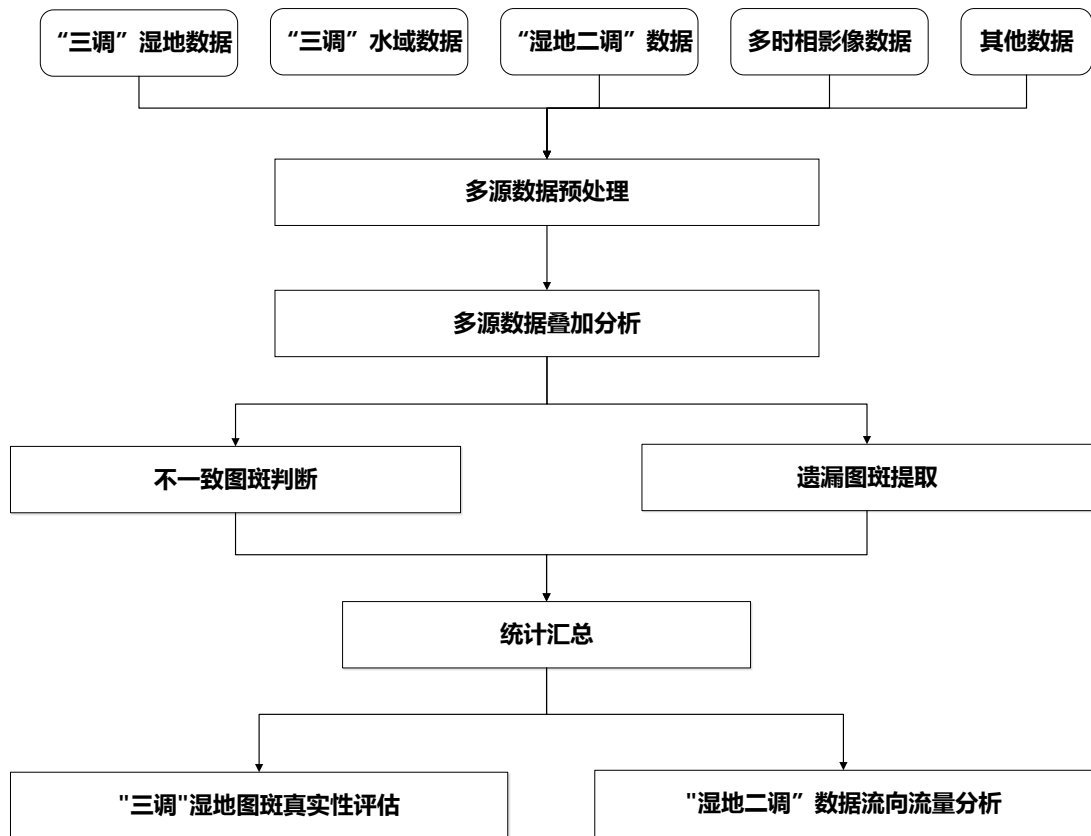 “三调”湿地数据
“三调”水域数据
“湿地二调”数据
多时相影像数据
其他数据
多源数据预处理
多源数据叠加分析
不一致图斑判断
遗漏图斑提取
统计汇总
"三调"湿地图斑真实性评估
"湿地二调”数据流向流量分析